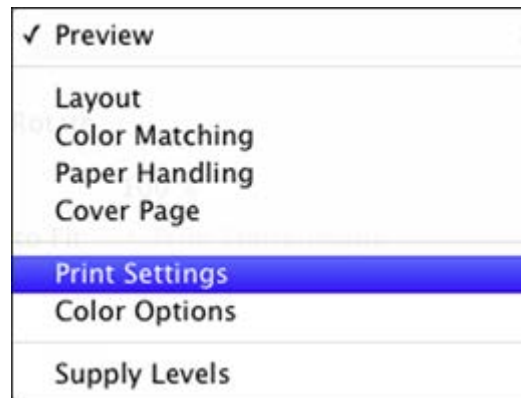 ✓ Preview
Layout
Color Matching
Paper Handling
Cover Page
Print Settings
Color Options
Supply Levels